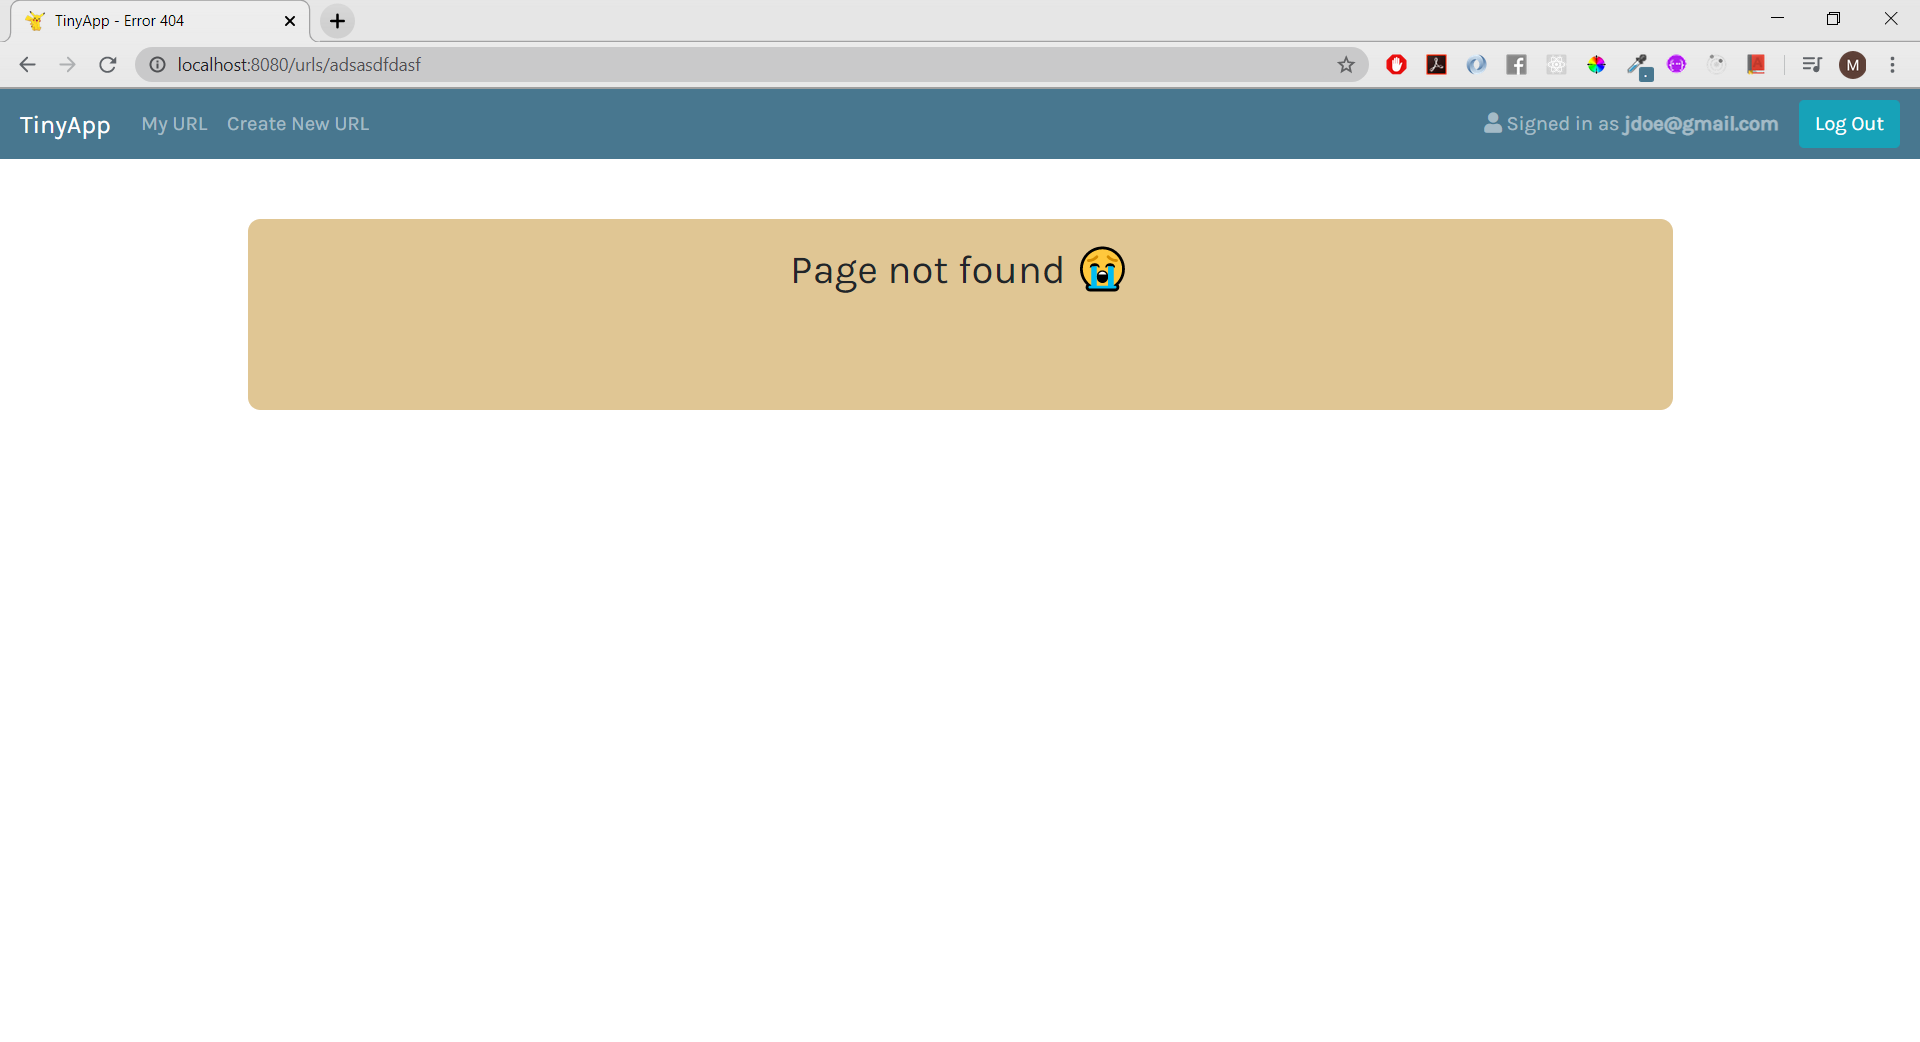 TinyApp - Error 404
localhost:8080/urls/adsasdfdasf
M
TinyApp My URL Create New URL Signed in as jdoe@gmail.com Log Out
Page not found 😭